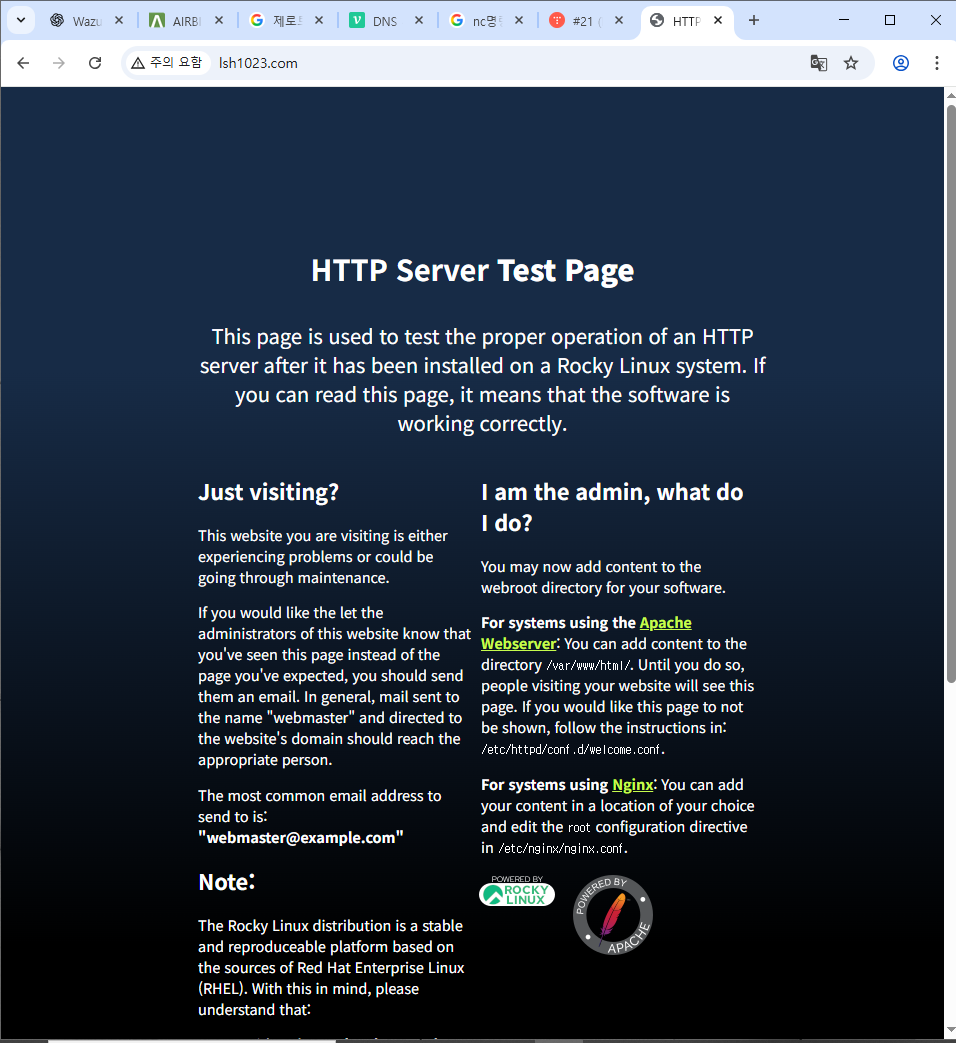 Wazu
AIRBI
제로트
DNS
nc명
#21 (
HTTP
주의 요함
lsh1023.com
HTTP Server Test Page
This page is used to test the proper operation of an HTTP
server after it has been installed on a Rocky Linux system. If
you can read this page, it means that the software is
working correctly.
Just visiting?
This website you are visiting is either
experiencing problems or could be
going through maintenance.
If you would like the let the
administrators of this website know that
you've seen this page instead of the
page you've expected, you should send
them an email. In general, mail sent to
the name "webmaster" and directed to
the website's domain should reach the
appropriate person.
The most common email address to
send to is:
"webmaster@example.com"
Note:
The Rocky Linux distribution is a stable
and reproduceable platform based on
the sources of Red Hat Enterprise Linux
(RHEL). With this in mind, please
understand that:
I am the admin, what do
I do?
You may now add content to the
webroot directory for your software.
For systems using the Apache
Webserver: You can add content to the
directory /var/www/html/. Until you do so,
people visiting your website will see this
page. If you would like this page to not
be shown, follow the instructions in:
/etc/httpd/conf.d/welcome.conf.
For systems using Nginx: You can add
your content in a location of your choice
and edit the root configuration directive
in /etc/nginx/nginx.conf.
POWERED BY
ROCKY
LINUX
POWERED BY
APACHE